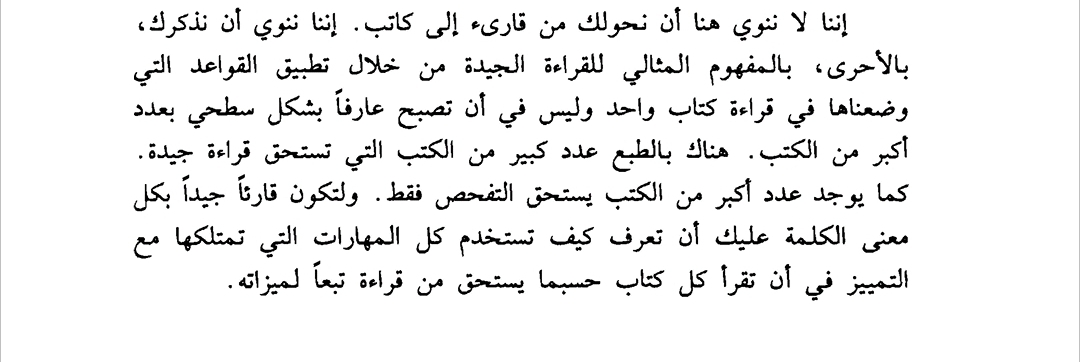 إننا لا ننوي هنا أن نحولك من قارىء إلى كاتب. إننا ننوي أن نذكرك،
بالأحرى، بالمفهوم المثالي للقراءة الجيدة من خلال تطبيق القواعد التي
وضعناها في قراءة كتاب واحد وليس في أن تصبح عارفاً بشكل سطحي بعدد
أكبر من الكتب. هناك بالطبع عدد كبير من الكتب التي تستحق قراءة جيدة.
كما يوجد عدد أكبر من الكتب يستحق التفحص فقط. ولتكون قارئاً جيداً بكل
معنى الكلمة عليك أن تعرف كيف تستخدم كل المهارات التي تمتلكها مع
التمييز في أن تقرأ كل كتاب حسبما يستحق من قراءة تبعاً لميزاته.